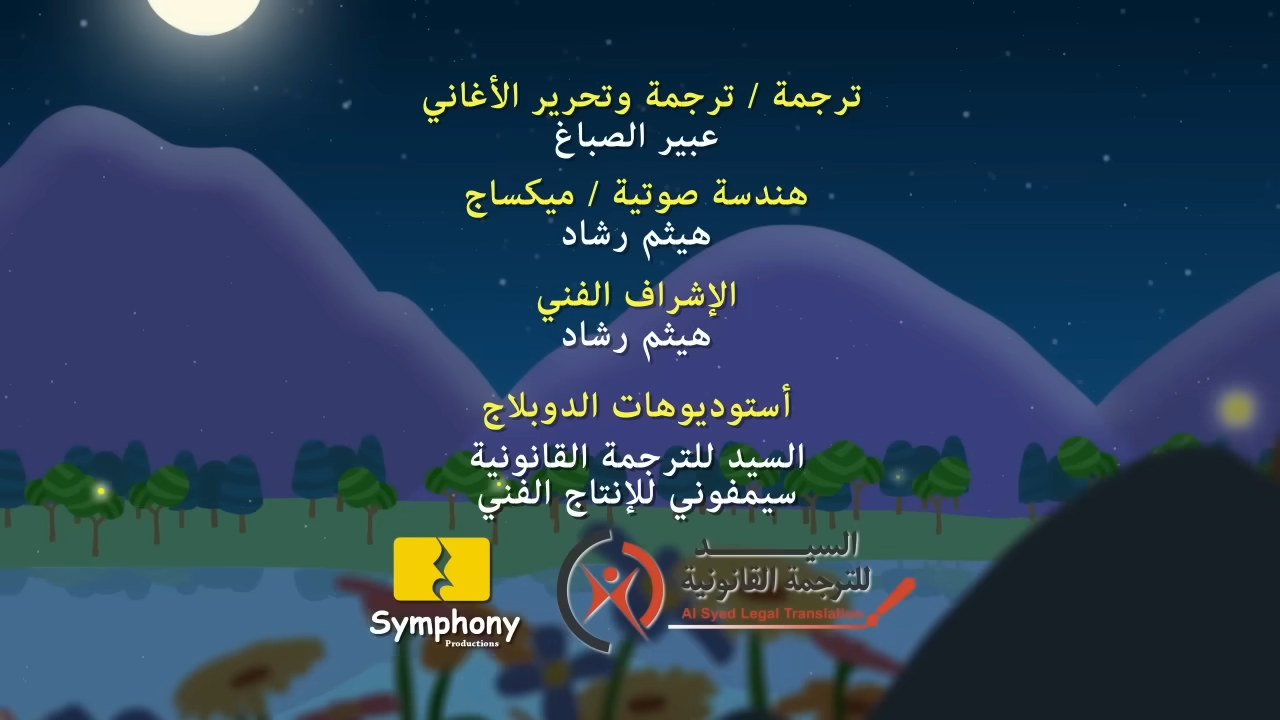 ترجمة / ترجمة وتحرير الأغاني
عبير الصباغ
هندسة صوتية / ميكساج
هيثم رشاد
الإشراف الفني
هيثم رشاد
أستوديوهات الدوبلاج
السيد للترجمة القانونية
سيمفوني للإنتاج الفني
السيد
للترجمة القانونية
Al Syed Legal Translation
Symphony
Productions